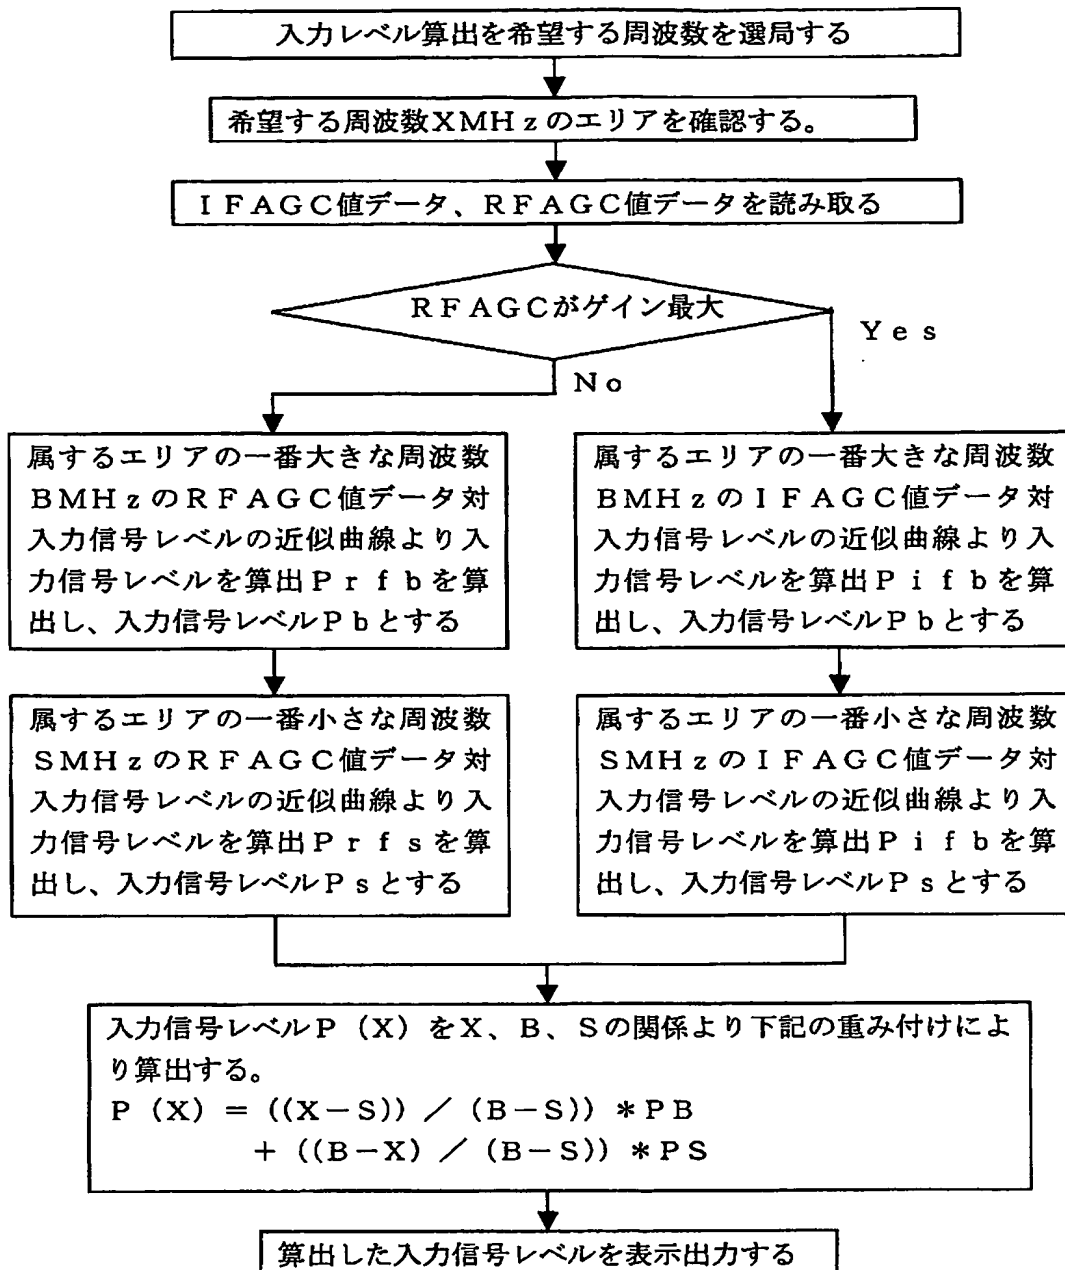 入力レベル算出を希望する周波数を選局する
希望する周波数XMHzのエリアを確認する。
IFAGC値データ、RFAGC値データを読み取る
RFAGCがゲイン最大
Yes
No
属するエリアの一番大きな周波数
BMHzのRFAGC値データ対
入力信号レベルの近似曲線より入
力信号レベルを算出Prfbを算
出し、入力信号レベルPbとする
属するエリアの一番大きな周波数
BMHzのIFAGC値データ対
入力信号レベルの近似曲線より入
力信号レベルを算出Pifbを算
出し、入力信号レベルPbとする
属するエリアの一番小さな周波数
SMHzのRFAGC値データ対
入力信号レベルの近似曲線より入
力信号レベルを算出Prfsを算
出し、入力信号レベルPsとする
属するエリアの一番小さな周波数
SMHzのIFAGC値データ対
入力信号レベルの近似曲線より入
力信号レベルを算出Pifbを算
出し、入力信号レベルPsとする
入力信号レベルP(X)をX、B、Sの関係より下記の重み付けによ
り算出する。
P(X)=((X-S))/(B-S))*PB
+((B-X)/(B-S))*PS
算出した入力信号レベルを表示出力する